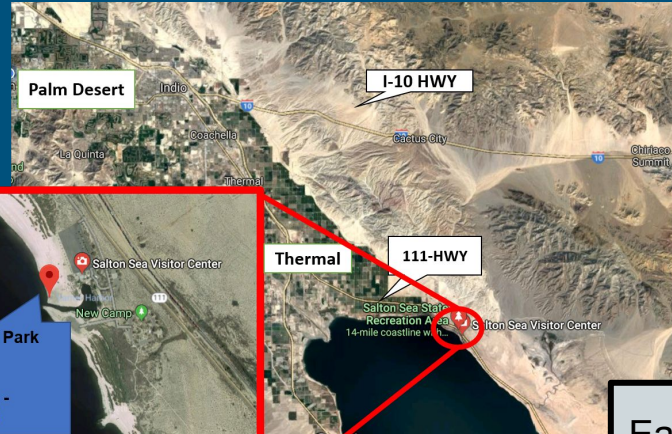 I-10 HWY
Palm Desert
Indio
10
Coachella
Cactus City
10
Chiriaco
Summit
La Quinta
Thermal
Thermal
111-HWY
Salton Sea State
Recreation Area
14-mile coastline with...
Salton Sea Visitor Center
Salton Sea Visitor Center
111
New Camp
Park
-